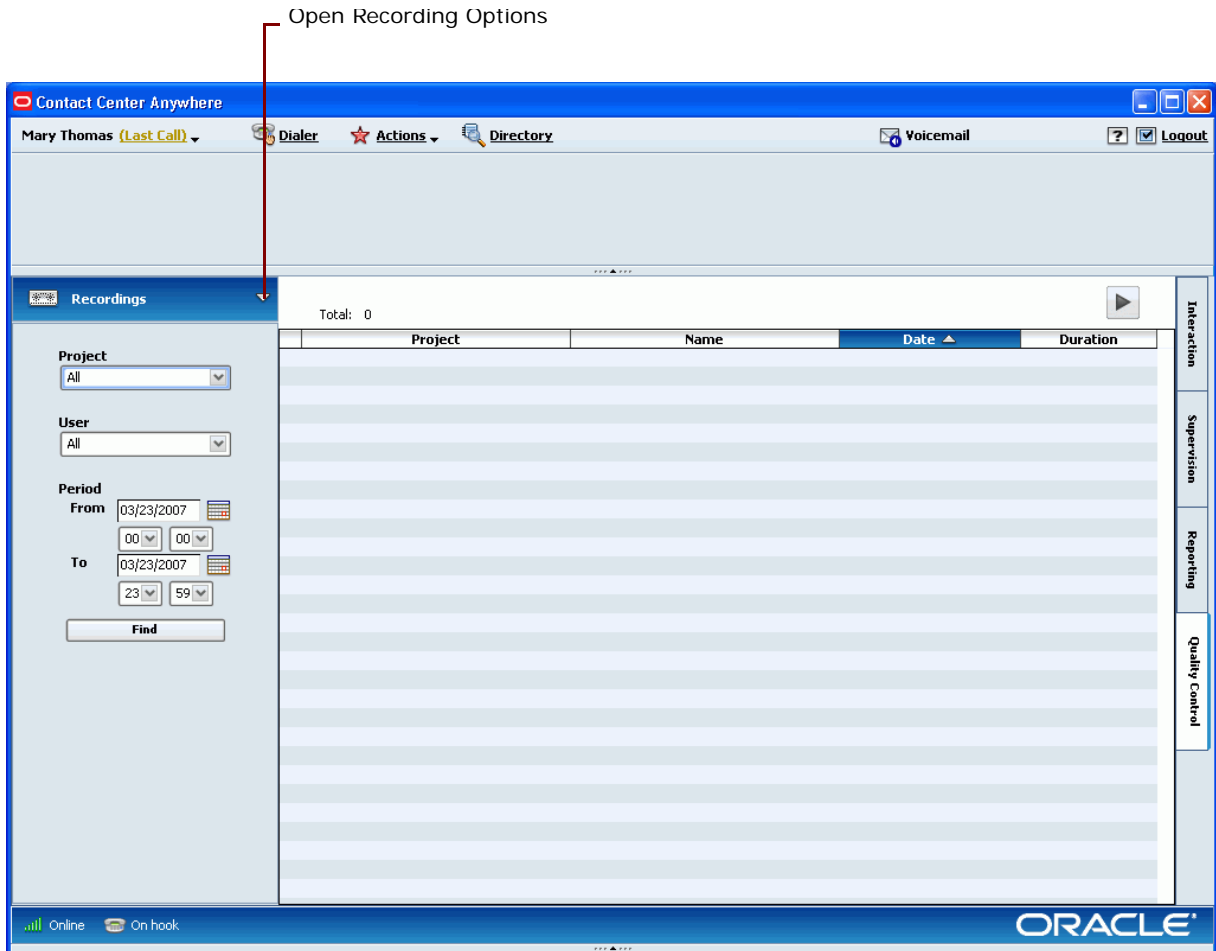 Open Recording Options
Contact Center Anywhere
Mary Thomas (Last Call) Dialer Actions Directory Voicemail ? Logout
Recordings
Total: 0
Project Name Date Duration
Project
All
User
All
Period
From 03/23/2007
00 00
To 03/23/2007
23 59
Find
Interaction
Supervision
Reporting
Quality Control
Online On hook
ORACLE